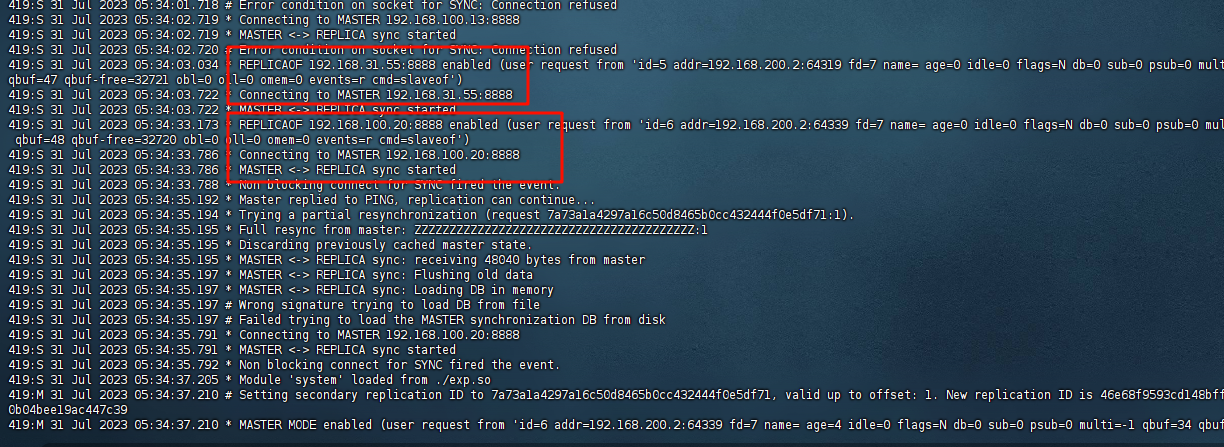 419:S 31 Jul 2023 05:34:01.718 # Error condition on socket for SYNC: Connection refused
419:S 31 Jul 2023 05:34:02.719 * Connecting to MASTER 192.168.100.13:8888
419:S 31 Jul 2023 05:34:02.719 * MASTER <-> REPLICA sync started
419:S 31 Jul 2023 05:34:02.720 # Error condition on socket for SYNC: Connection refused
419:S 31 Jul 2023 05:34:03.034 * REPLICAOF 192.168.31.55:8888 enabled (user request from 'id=5 addr=192.168.200.2:64319 fd=7 name= age=0 idle=0 flags=N db=0 sub=0 psub=0 mult
qbuf=47 qbuf-free=32721 obl=0 oll=0 omem=0 events=r cmd=slaveof')
419:S 31 Jul 2023 05:34:03.722 * Connecting to MASTER 192.168.31.55:8888
419:S 31 Jul 2023 05:34:03.722 * MASTER <-> REPLICA sync started
419:S 31 Jul 2023 05:34:33.173 * REPLICAOF 192.168.100.20:8888 enabled (user request from 'id=6 addr=192.168.200.2:64339 fd=7 name= age=0 idle=0 flags=N db=0 sub=0 psub=0 mul
qbuf=48 qbuf-free=32720 obl=0 oll=0 omem=0 events=r cmd=slaveof')
419:S 31 Jul 2023 05:34:33.786 * Connecting to MASTER 192.168.100.20:8888
419:S 31 Jul 2023 05:34:33.786 * MASTER <-> REPLICA sync started
419:S 31 Jul 2023 05:34:33.788 * Non blocking connect for SYNC fired the event.
419:S 31 Jul 2023 05:34:35.192 * Master replied to PING, replication can continue...
419:S 31 Jul 2023 05:34:35.194 * Trying a partial resynchronization (request 7a73a1a4297a16c50d8465b0cc432444f0e5df71:1).
419:S 31 Jul 2023 05:34:35.195 * Full resync from master: ZZZZZZZZZZZZZZZZZZZZZZZZZZZZZZZZZZZZZZZZ:1
419:S 31 Jul 2023 05:34:35.195 * Discarding previously cached master state.
419:S 31 Jul 2023 05:34:35.195 * MASTER <-> REPLICA sync: receiving 48040 bytes from master
419:S 31 Jul 2023 05:34:35.197 * MASTER <-> REPLICA sync: Flushing old data
419:S 31 Jul 2023 05:34:35.197 * MASTER <-> REPLICA sync: Loading DB in memory
419:S 31 Jul 2023 05:34:35.197 # Wrong signature trying to load DB from file
419:S 31 Jul 2023 05:34:35.197 # Failed trying to load the MASTER synchronization DB from disk
419:S 31 Jul 2023 05:34:35.791 * Connecting to MASTER 192.168.100.20:8888
419:S 31 Jul 2023 05:34:35.791 * MASTER <-> REPLICA sync started
419:S 31 Jul 2023 05:34:35.792 * Non blocking connect for SYNC fired the event.
419:S 31 Jul 2023 05:34:37.205 * Module 'system' loaded from ./exp.so
419:M 31 Jul 2023 05:34:37.210 # Setting secondary replication ID to 7a73a1a4297a16c50d8465b0cc432444f0e5df71, valid up to offset: 1. New replication ID is 46e68f9593cd148bff
0b04bee19ac447c39
419:M 31 Jul 2023 05:34:37.210 * MASTER MODE enabled (user request from 'id=6 addr=192.168.200.2:64339 fd=7 name= age=4 idle=0 flags=N db=0 sub=0 psub=0 multi=-1 qbuf=34 qbuf